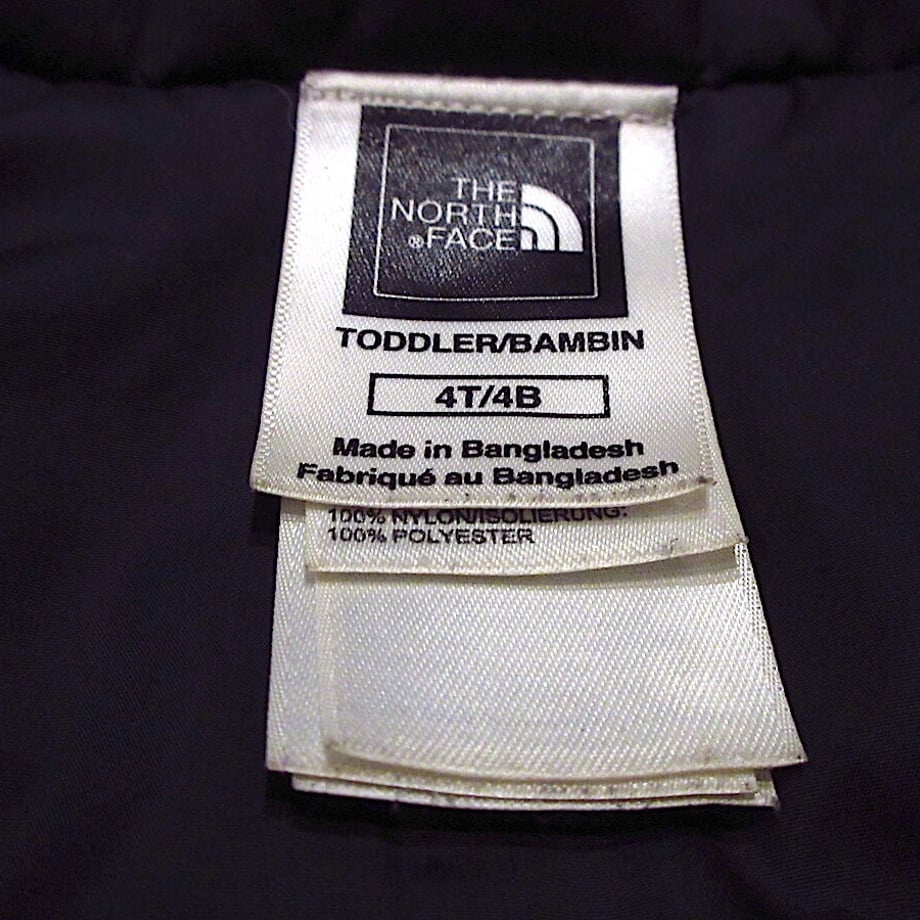 THE
NORTH
®FACE
TODDLER/BAMBIN
4T/4B
Made in Bangladesh
Fabriqué au Bangladesh
100% NYLON/ISOLIERUNG:
100% POLYESTER